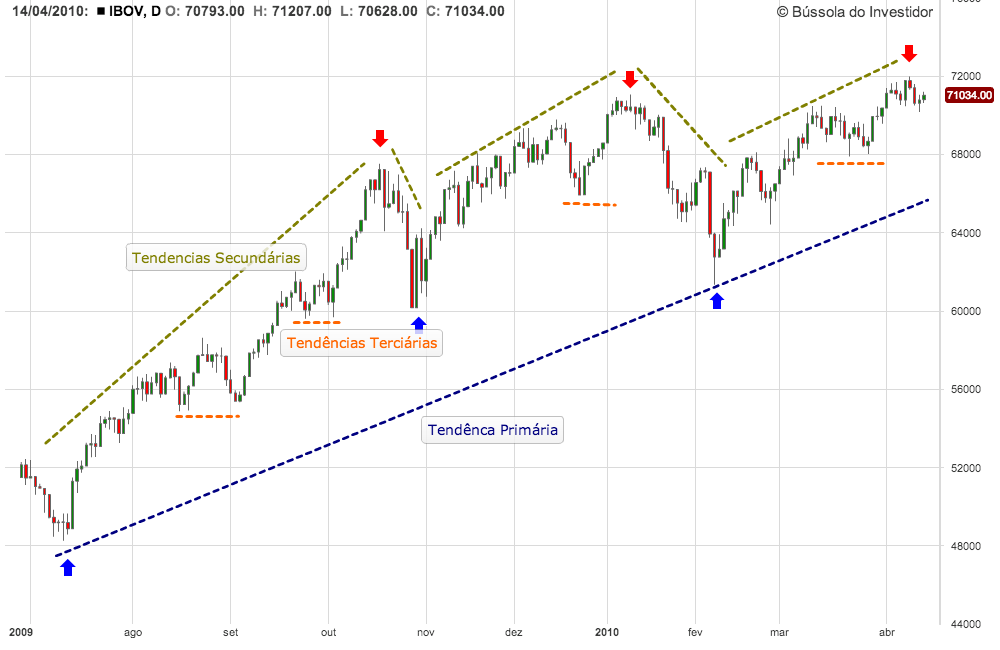 14/04/2010: ■ IBOV, D O: 70793.00 H: 71207.00 L: 70628.00 C: 71034.00
© Bússola do Investidor
72000
71034.00
68000
64000
Tendencias Secundárias
60000
Tendências Terciárias
56000
Tendênca Primária
52000
48000
44000
2009 ago set out nov dez 2010 fev mar abr